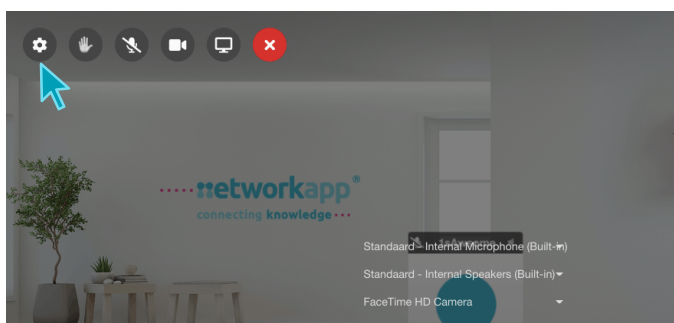 networkapp®
connecting knowledge
Standaard - Internal Microphone (Built-in)
Standaard - Internal Speakers (Built-in)
FaceTime HD Camera